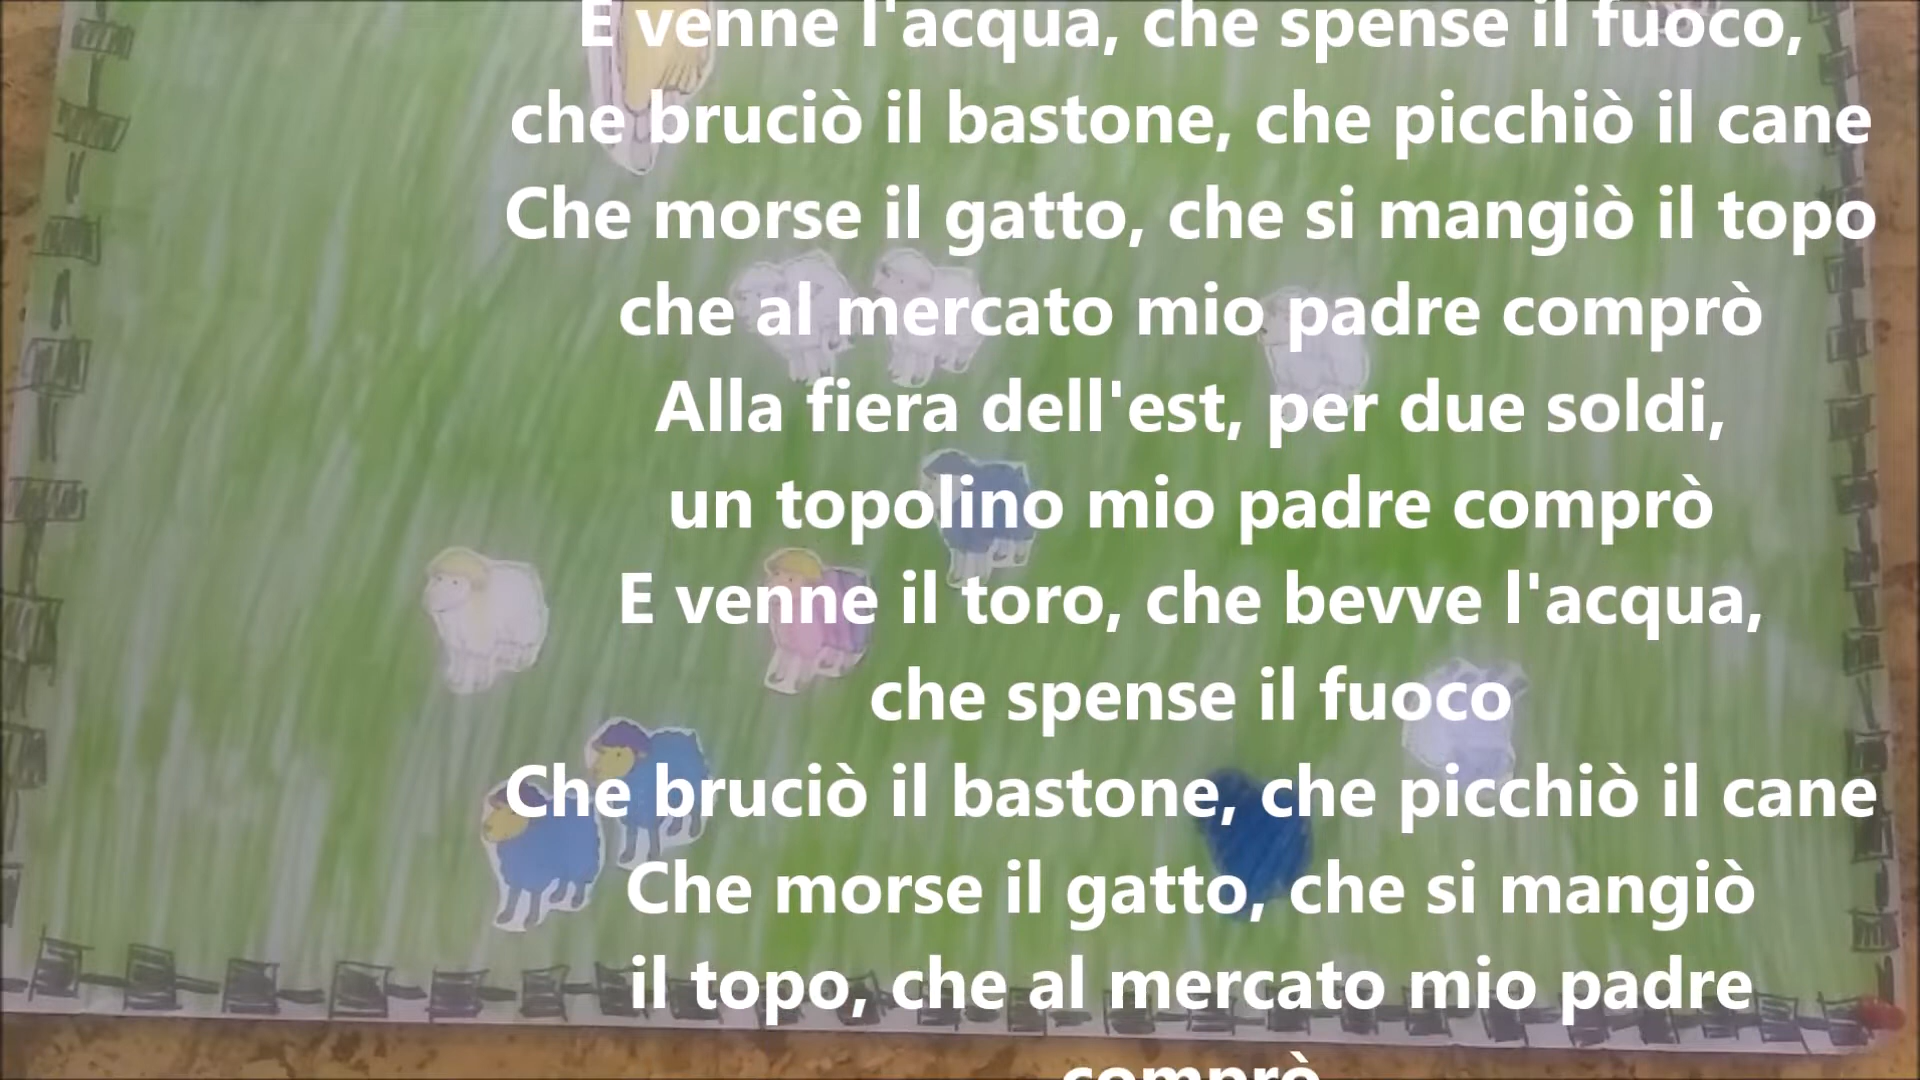 E venne l'acqua, che spense il fuoco,
che bruciò il bastone, che picchiò il cane
Che morse il gatto, che si mangiò il topo
che al mercato mio padre comprò
Alla fiera dell'est, per due soldi,
un topolino mio padre comprò
E venne il toro, che bevve l'acqua,
che spense il fuoco
Che bruciò il bastone, che picchiò il cane
Che morse il gatto, che si mangiò
il topo, che al mercato mio padre
comprò